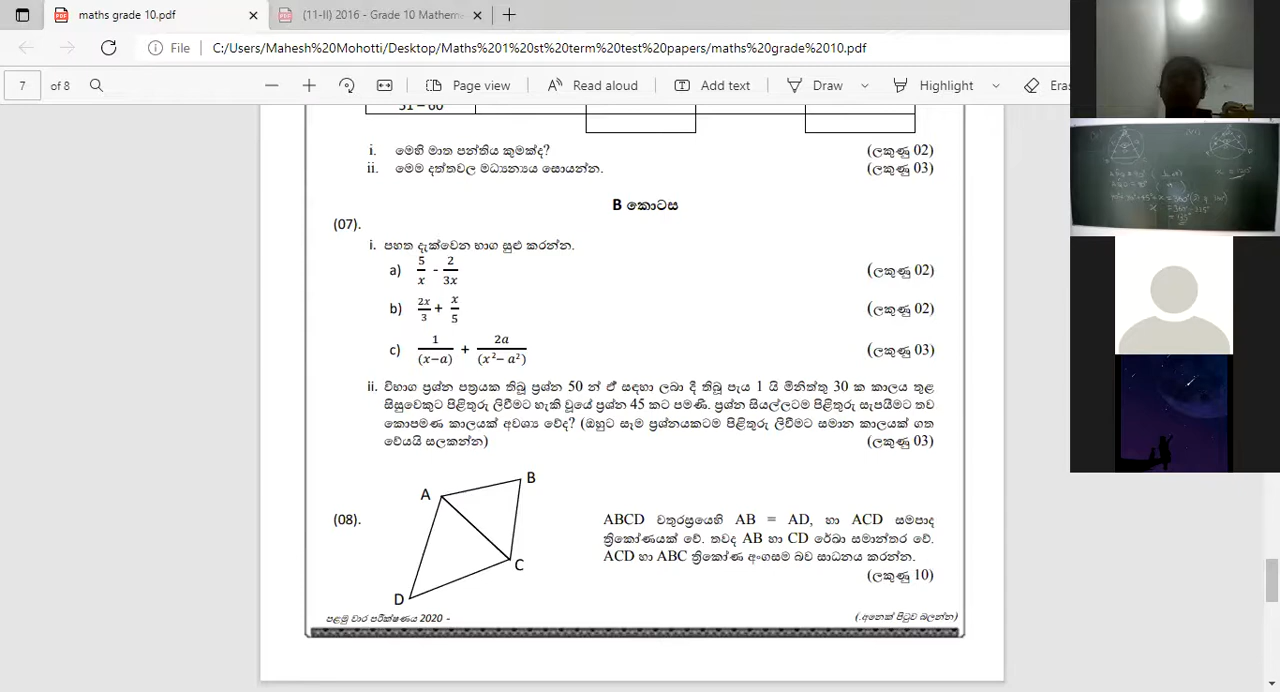 maths grade 10.pdf
(11-II) 2016 - Grade 10 Mathem
File
C:/Users/Mahesh%20Mohotti/Desktop/Maths%201%20st%20term%20test%20papers/maths%20grade%2010.pdf
7 of 8
Page view
Read aloud
Add text
Draw
Highlight
Eras
51 – 60
i. මෙහි මාත පන්තිය කුමක්ද? (ලකුණු 02)
ii. මෙම දත්තවල මධ්‍යන්‍යය සොයන්න. (ලකුණු 03)
B කොටස
(07).
i. පහත දැක්වෙන භාග සුළු කරන්න.
a) 5/x - 2/3x (ලකුණු 02)
b) 2x/3 + x/5 (ලකුණු 02)
c) 1/(x−a) + 2a/(x²− a²) (ලකුණු 03)
ii. විභාග ප්‍රශ්න පත්‍රයක තිබූ ප්‍රශ්න 50 න් ඒ සඳහා ලබා දී තිබූ පැය 1 යි මිනිත්තු 30 ක කාලය තුළ
සිසුවෙකුට පිළිතුරු ලිවීමට හැකි වූයේ ප්‍රශ්න 45 කට පමණි. ප්‍රශ්න සියල්ලටම පිළිතුරු සැපයීමට තව
කොපමණ කාලයක් අවශ්‍ය වේද? (ඔහුට සෑම ප්‍රශ්නයකටම පිළිතුරු ලිවීමට සමාන කාලයක් ගත
වේයයි සලකන්න) (ලකුණු 03)
(08).
A
B
C
D
ABCD චතුරස්‍රයෙහි AB = AD, හා ACD සමපාද
ත්‍රිකෝණයක් වේ. තවද AB හා CD රේඛා සමාන්තර වේ.
ACD හා ABC ත්‍රිකෝණ අංගසම බව සාධනය කරන්න.
(ලකුණු 10)
පළමු වාර පරීක්ෂණය 2020 -
(.අනෙක් පිටුව බලන්න)